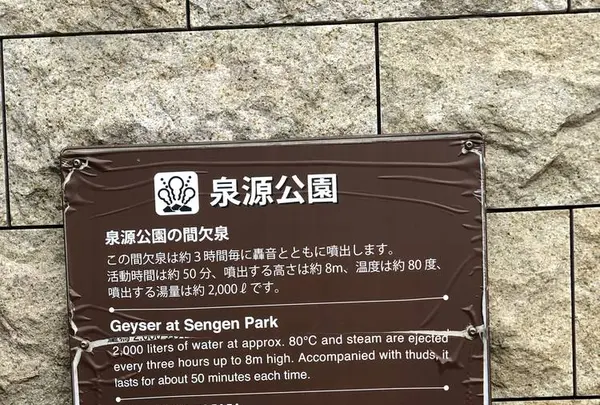 泉源公園
泉源公園の間欠泉
この間欠泉は約3時間毎に轟音とともに噴出します。
活動時間は約50分、噴出する高さは約8m、温度は約80度、
噴出する湯量は約2,000ℓです。
Geyser at Sengen Park
2,000 liters of water at approx. 80°C and steam are ejected
every three hours up to 8m high. Accompanied with thuds, it
lasts for about 50 minutes each time.